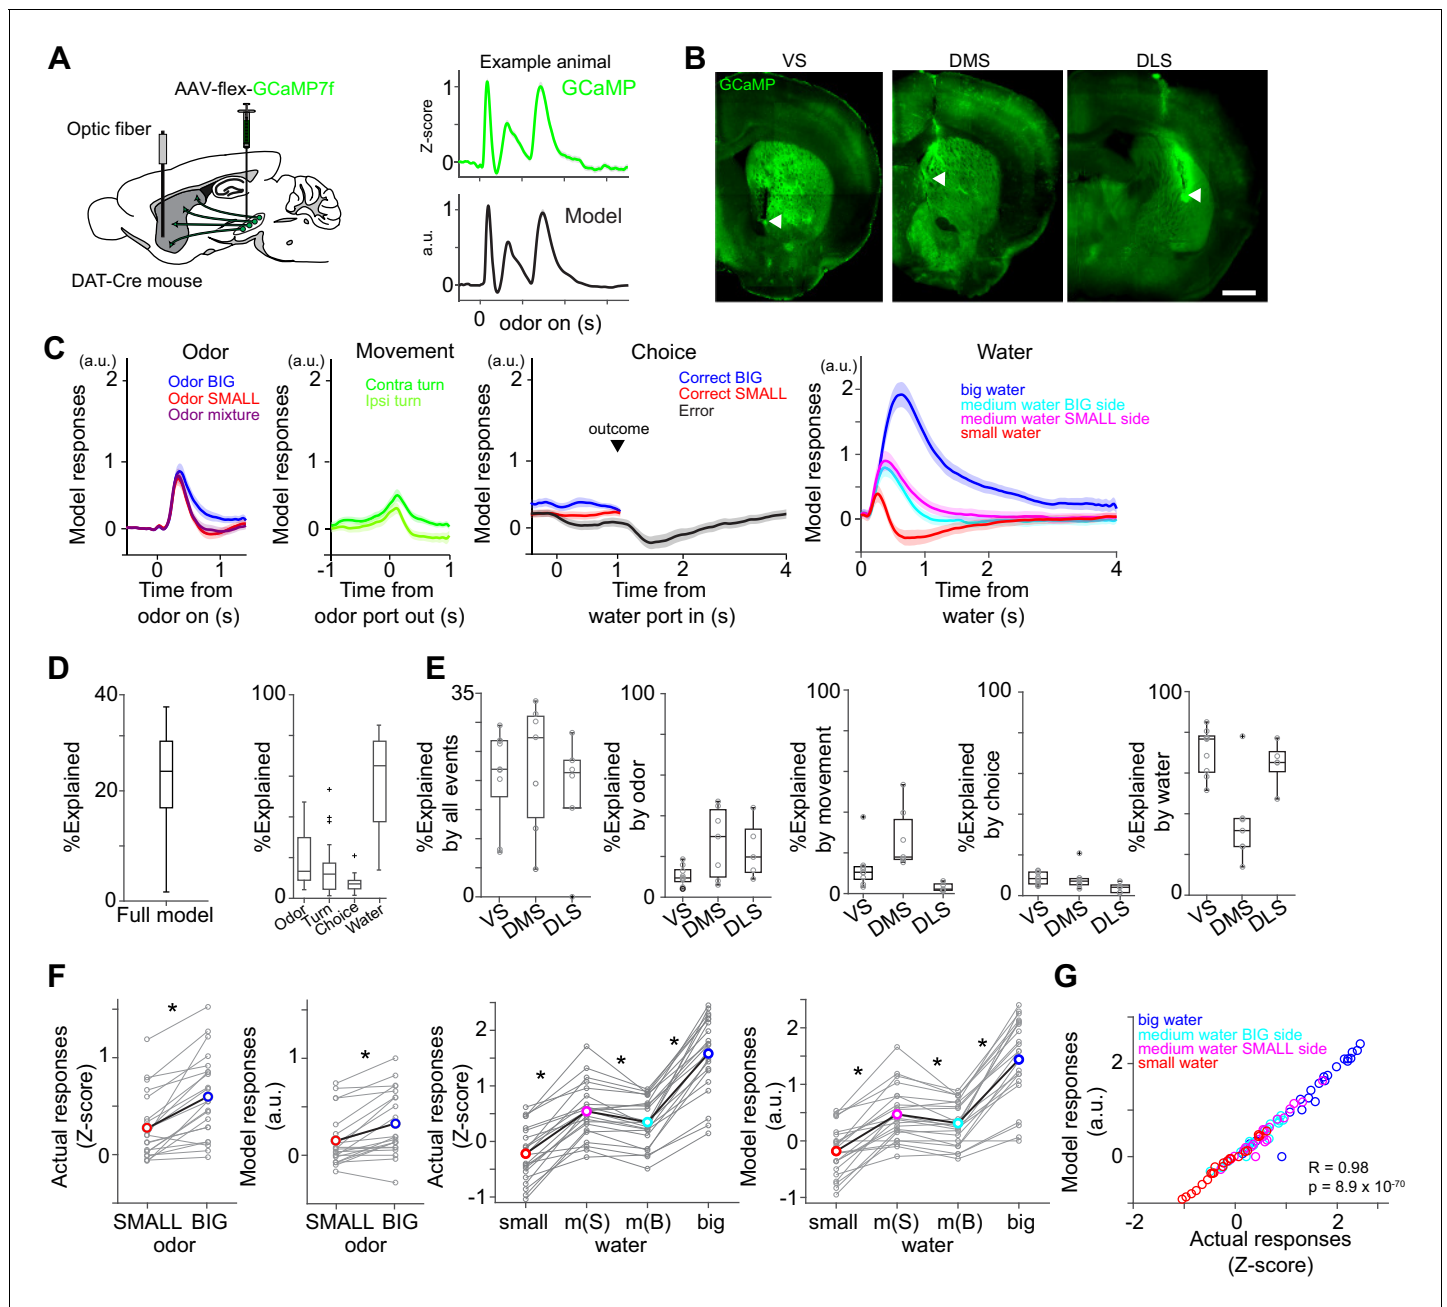 A
AAV-flex-GCaMP7f
Optic fiber
DAT-Cre mouse
Example animal
GCaMP
Z-score
1
0
Model
a.u.
1
0
0
odor on (s)
B
VS
DMS
DLS
GCaMP
C
Odor
(a.u.)
Model responses
2
1
0
Odor BIG
Odor SMALL
Odor mixture
0
1
Time from
odor on (s)
Movement
(a.u.)
Model responses
2
1
0
Contra turn
Ipsi turn
-1
0
1
Time from
odor port out (s)
Choice
(a.u.)
Model responses
2
1
0
Correct BIG
Correct SMALL
Error
outcome
0
1
2
4
Time from
water port in (s)
Water
(a.u.)
Model responses
2
1
0
big water
medium water BIG side
medium water SMALL side
small water
0
1
2
4
Time from
water (s)
D
%Explained
40
20
0
Full model
%Explained
100
0
Odor
Turn
Choice
Water
E
%Explained
by all events
35
0
VS
DMS
DLS
%Explained
by odor
100
0
VS
DMS
DLS
%Explained
by movement
100
0
VS
DMS
DLS
%Explained
by choice
100
0
VS
DMS
DLS
%Explained
by water
100
0
VS
DMS
DLS
F
Actual responses
(Z-score)
1
0
*
SMALL BIG
odor
Model responses
(a.u.)
1
0
*
SMALL BIG
odor
Actual responses
(Z-score)
2
1
0
-1
*
*
*
small
m(S)
m(B)
big
water
Model responses
(a.u.)
2
1
0
-1
*
*
*
small
m(S)
m(B)
big
water
G
Model responses
(a.u.)
big water
medium water BIG side
medium water SMALL side
small water
2
0
R = 0.98
p = 8.9 x 10-70
-2
0
2
Actual responses
(Z-score)